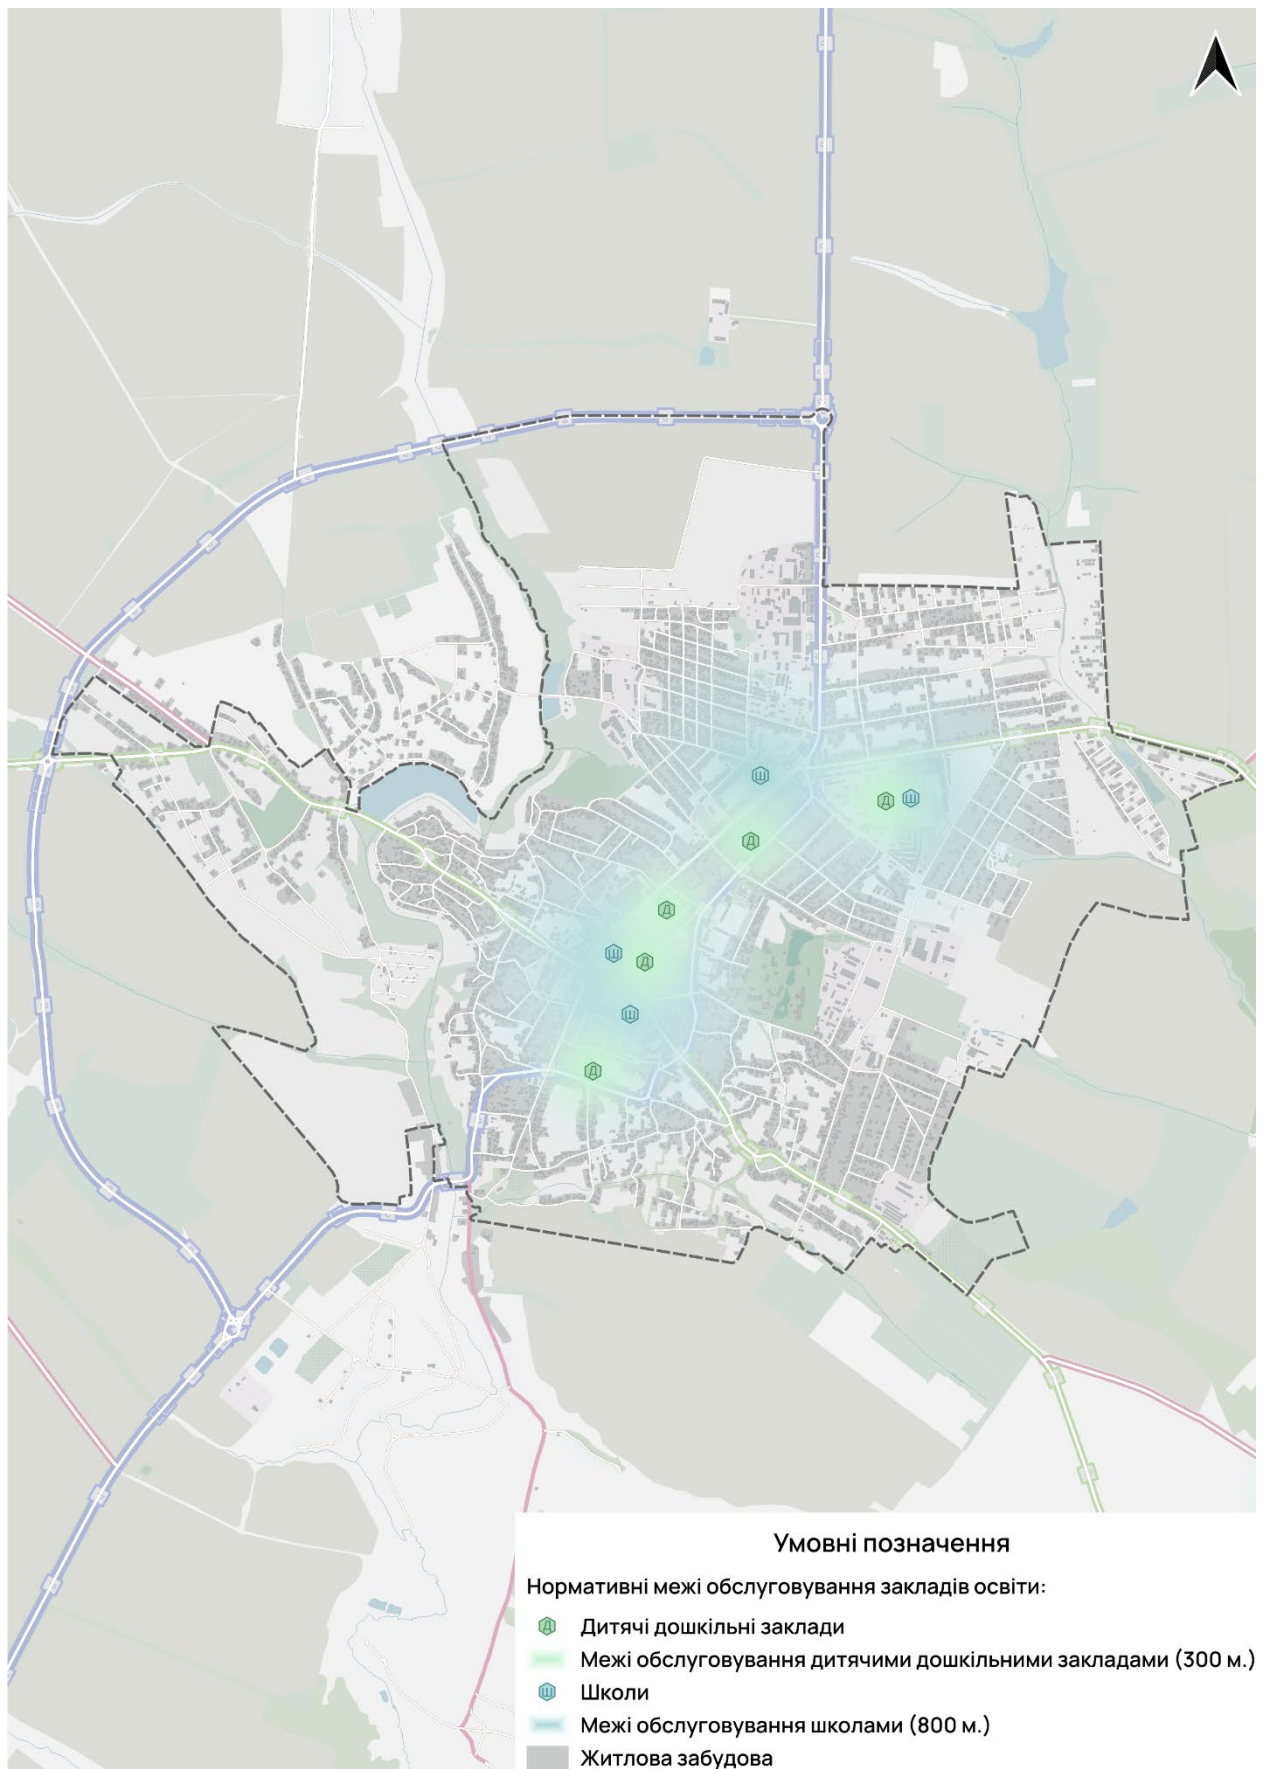 Ш
Д
Ш
Д
Д
Ш
Д
Ш
Д
Умовні позначення
Нормативні межі обслуговування закладів освіти:
Д Дитячі дошкільні заклади
Межі обслуговування дитячими дошкільними закладами (300 м.)
Ш Школи
Межі обслуговування школами (800 м.)
Житлова забудова